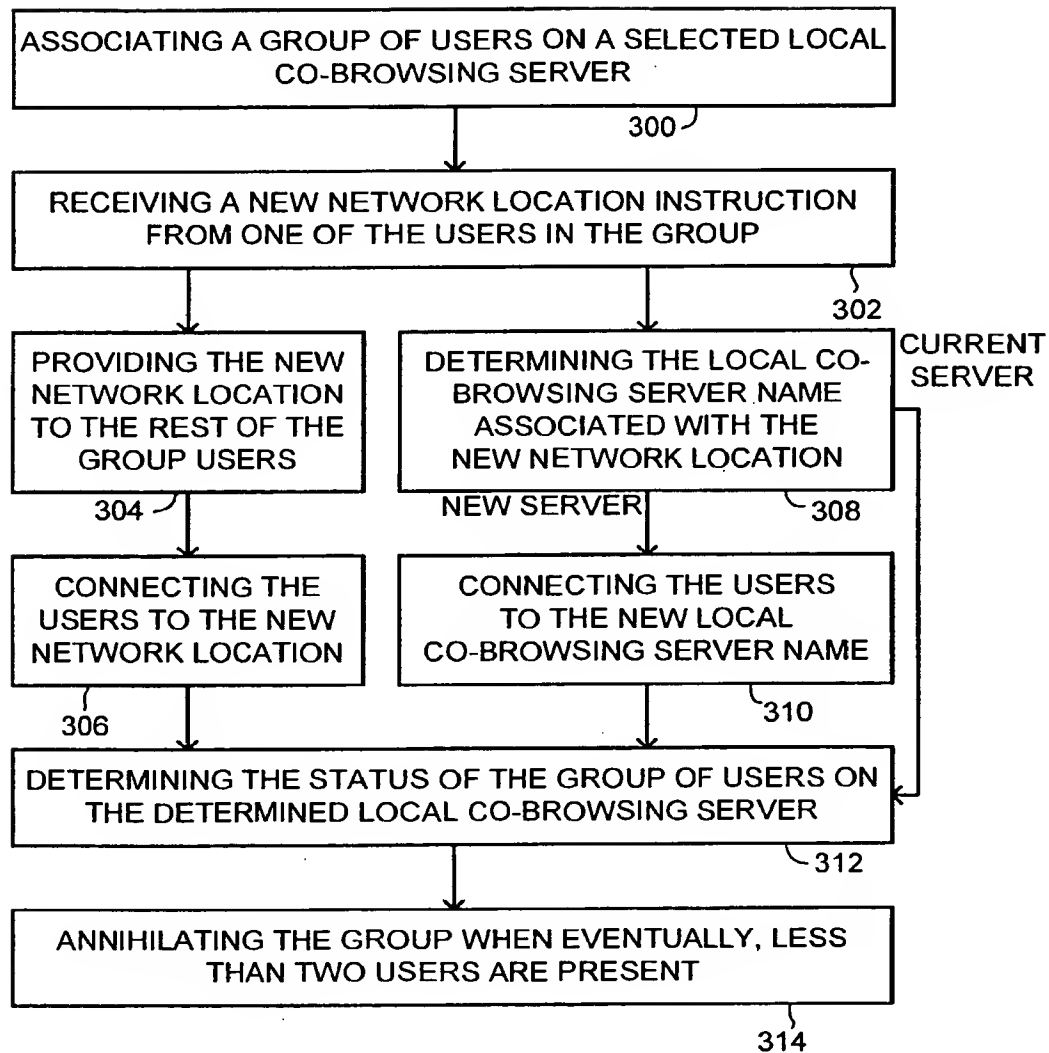 ASSOCIATING A GROUP OF USERS ON A SELECTED LOCAL
CO-BROWSING SERVER
300
RECEIVING A NEW NETWORK LOCATION INSTRUCTION
FROM ONE OF THE USERS IN THE GROUP
302
PROVIDING THE NEW
NETWORK LOCATION
TO THE REST OF THE
GROUP USERS
304
DETERMINING THE LOCAL CO-
BROWSING SERVER NAME
ASSOCIATED WITH THE
NEW NETWORK LOCATION
308
CURRENT
SERVER
NEW SERVER
CONNECTING THE
USERS TO THE NEW
NETWORK LOCATION
306
CONNECTING THE USERS
TO THE NEW LOCAL
CO-BROWSING SERVER NAME
310
DETERMINING THE STATUS OF THE GROUP OF USERS ON
THE DETERMINED LOCAL CO-BROWSING SERVER
312
ANNIHILATING THE GROUP WHEN EVENTUALLY, LESS
THAN TWO USERS ARE PRESENT
314